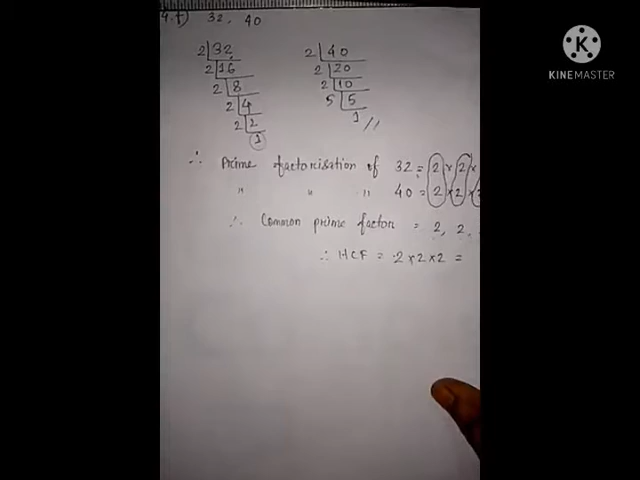 4.f) 32, 40
2 32
2 16
2 8
2 4
2 2
1
2 40
2 20
2 10
5 5
1 //
∴ Prime factorisation of 32 = 2 × 2 ×
" " " 40 = 2 × 2 × 2
∴ Common prime factor = 2, 2,
∴ HCF = 2 × 2 × 2 =
KINEMASTER